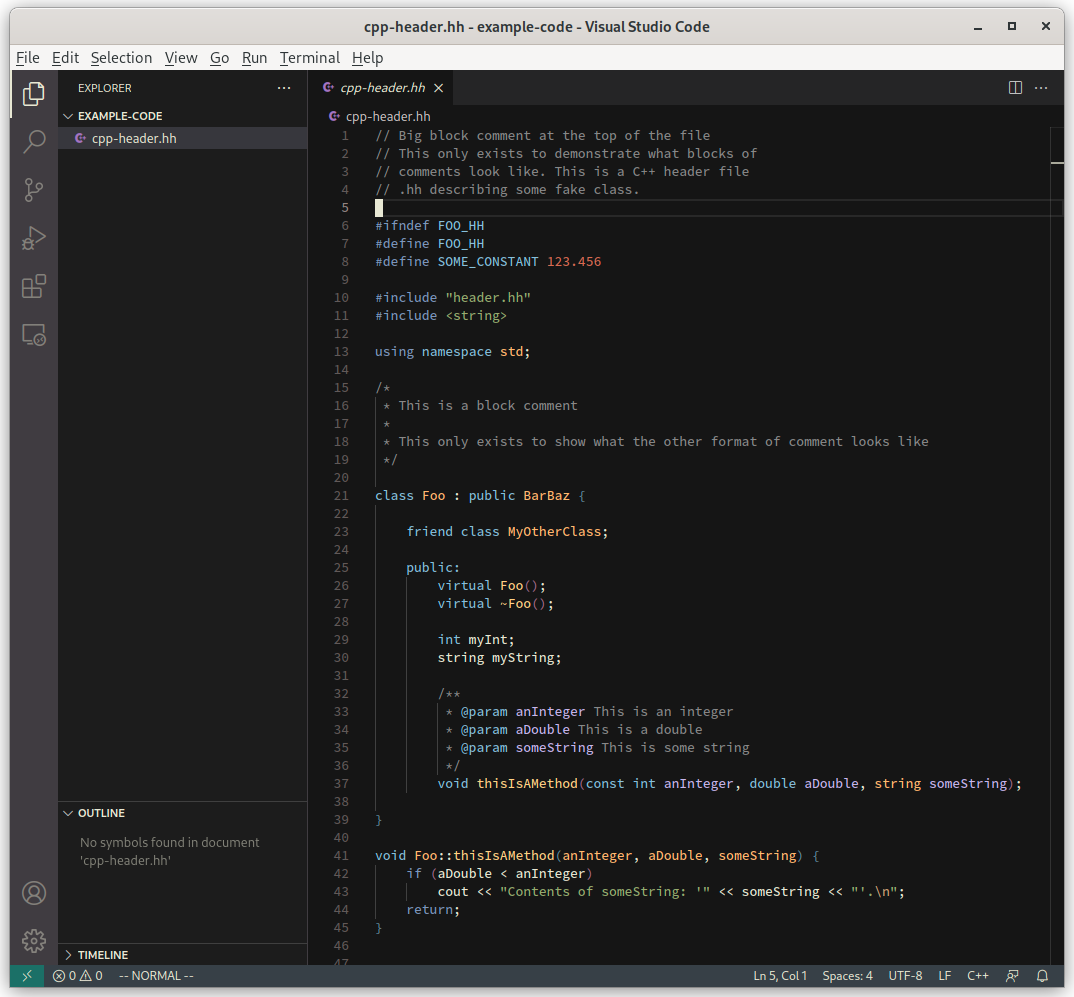 cpp-header.hh - example-code - Visual Studio Code
File Edit Selection View Go Run Terminal Help
EXPLORER
EXAMPLE-CODE
cpp-header.hh
OUTLINE
No symbols found in document
'cpp-header.hh'
TIMELINE
cpp-header.hh
cpp-header.hh
1 // Big block comment at the top of the file
2 // This only exists to demonstrate what blocks of
3 // comments look like. This is a C++ header file
4 // .hh describing some fake class.
5
6 #ifndef FOO_HH
7 #define FOO_HH
8 #define SOME_CONSTANT 123.456
9
10 #include "header.hh"
11 #include <string>
12
13 using namespace std;
14
15 /*
16 * This is a block comment
17 *
18 * This only exists to show what the other format of comment looks like
19 */
20
21 class Foo : public BarBaz {
22
23 friend class MyOtherClass;
24
25 public:
26 virtual Foo();
27 virtual ~Foo();
28
29 int myInt;
30 string myString;
31
32 /**
33 * @param anInteger This is an integer
34 * @param aDouble This is a double
35 * @param someString This is some string
36 */
37 void thisIsAMethod(const int anInteger, double aDouble, string someString);
38
39 }
40
41 void Foo::thisIsAMethod(anInteger, aDouble, someString) {
42 if (aDouble < anInteger)
43 cout << "Contents of someString: '" << someString << "'.\n";
44 return;
45 }
46
47
0 0 -- NORMAL -- Ln 5, Col 1 Spaces: 4 UTF-8 LF C++